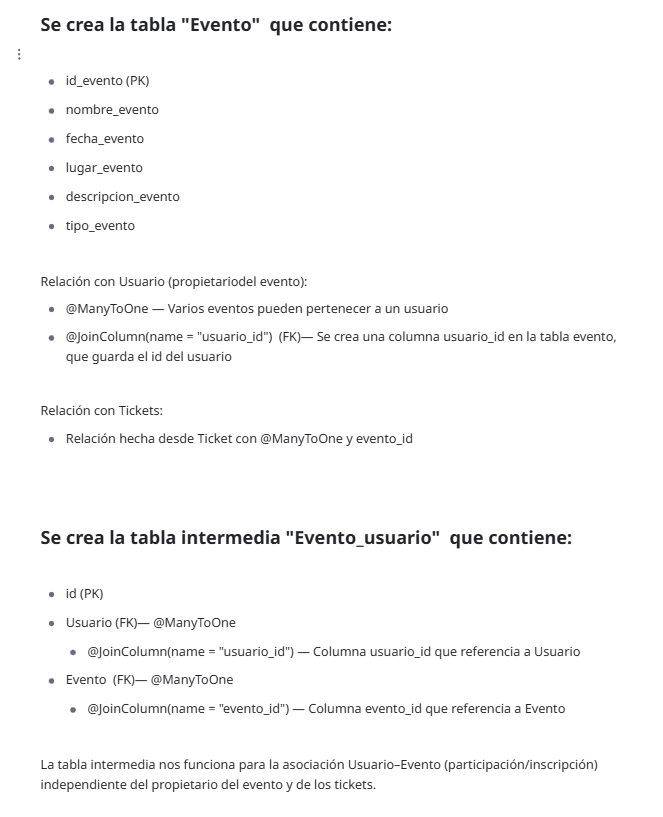 Se crea la tabla "Evento"  que contiene:
id_evento (PK)
nombre_evento
fecha_evento
lugar_evento
descripcion_evento
tipo_evento
Relación con Usuario (propietariodel evento):
@ManyToOne — Varios eventos pueden pertenecer a un usuario
@JoinColumn(name = "usuario_id")  (FK)— Se crea una columna usuario_id en la tabla evento,
que guarda el id del usuario
Relación con Tickets:
Relación hecha desde Ticket con @ManyToOne y evento_id
Se crea la tabla intermedia "Evento_usuario"  que contiene:
id (PK)
Usuario (FK)— @ManyToOne
@JoinColumn(name = "usuario_id") — Columna usuario_id que referencia a Usuario
Evento  (FK)— @ManyToOne
@JoinColumn(name = "evento_id") — Columna evento_id que referencia a Evento
La tabla intermedia nos funciona para la asociación Usuario–Evento (participación/inscripción)
independiente del propietario del evento y de los tickets.